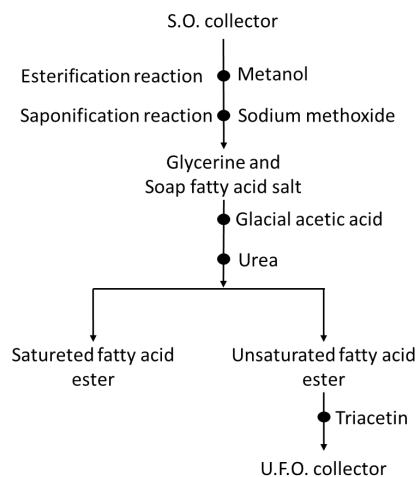 S.O. collector
Esterification reaction
Metanol
Saponification reaction
Sodium methoxide
Glycerine and
Soap fatty acid salt
Glacial acetic acid
Urea
Satureted fatty acid
ester
Unsaturated fatty acid
ester
Triacetin
U.F.O. collector